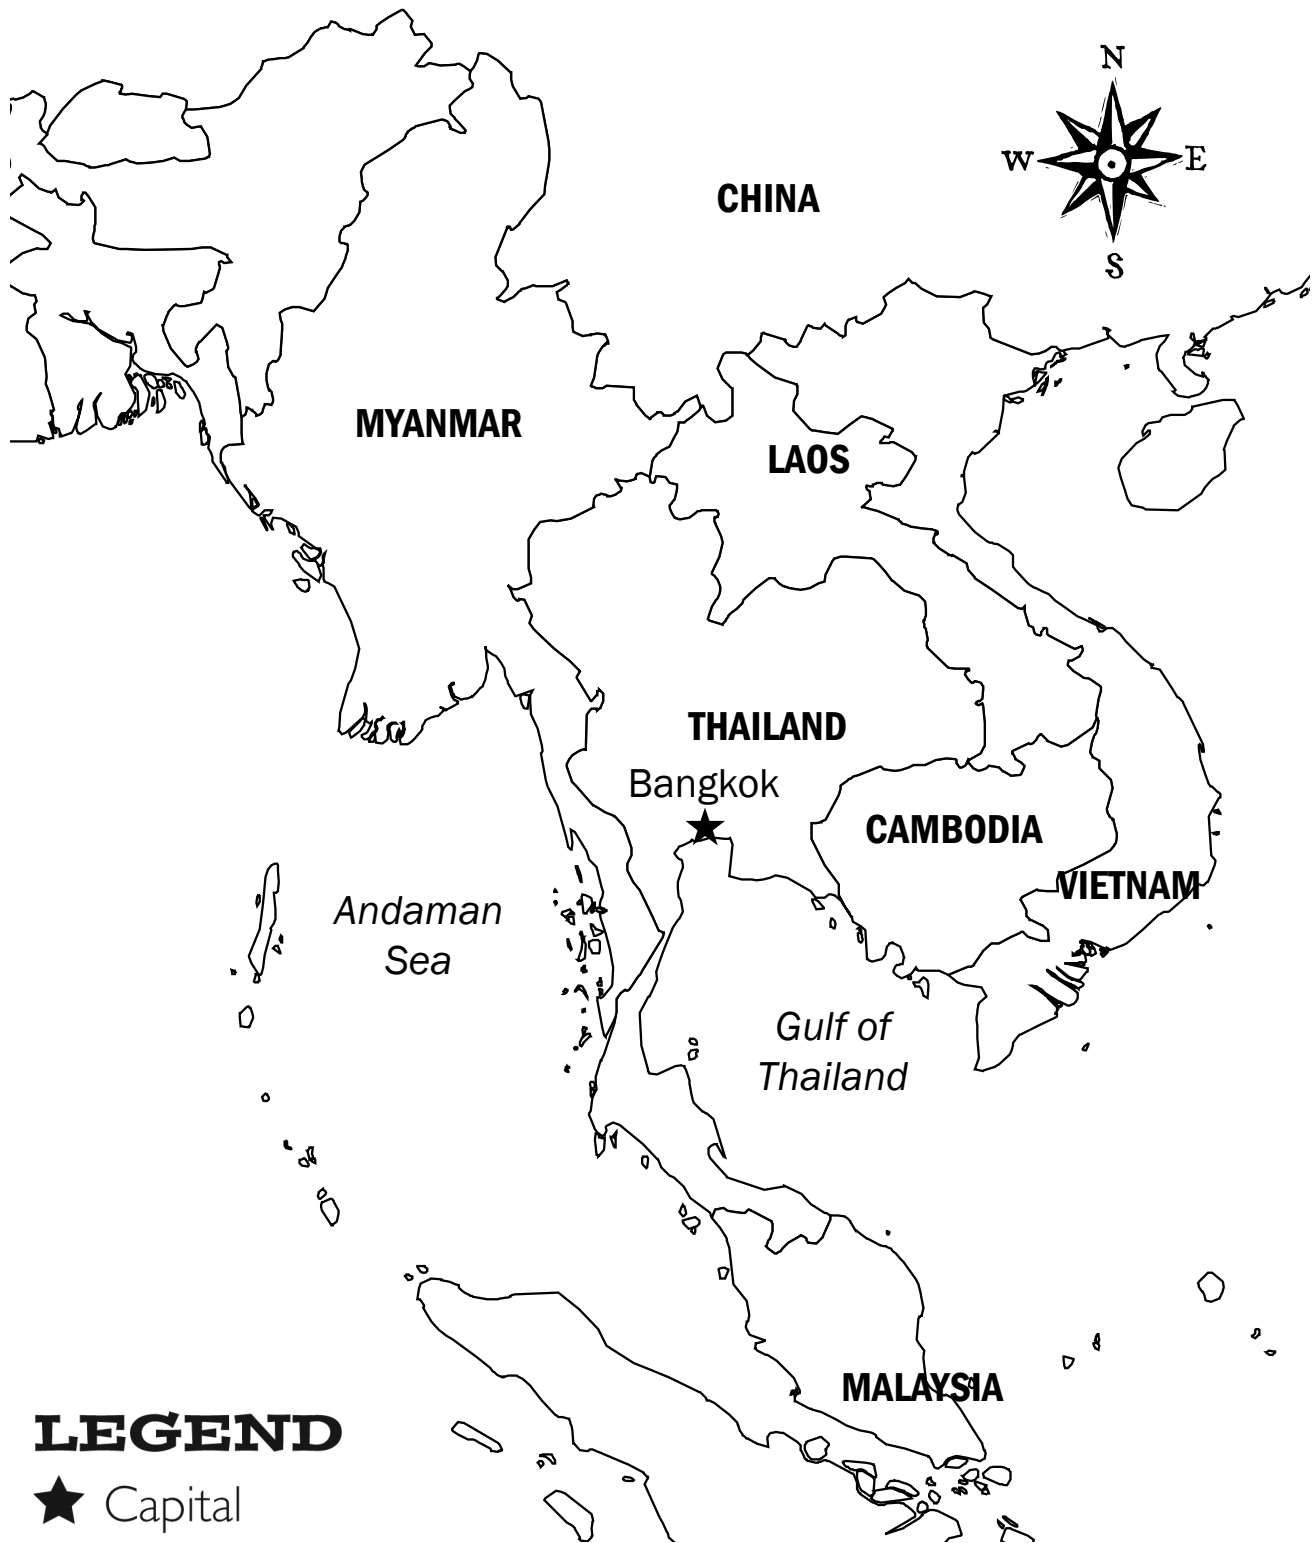 N
W
E
S
CHINA
MYANMAR
LAOS
THAILAND
Bangkok
CAMBODIA
VIETNAM
Andaman
Sea
Gulf of
Thailand
MALAYSIA
LEGEND
Capital